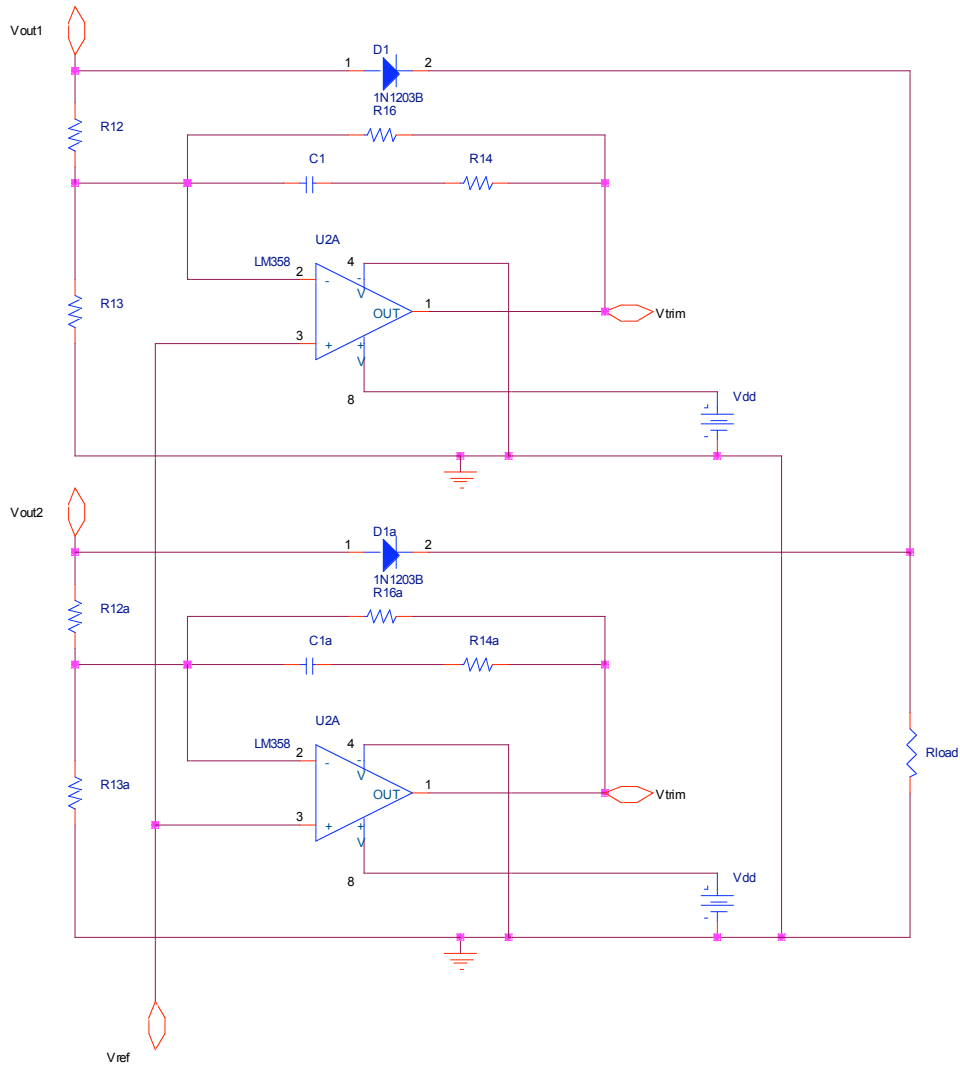 Vout1
D1
1
2
1N1203B
R16
R12
C1
R14
U2A
LM358
4
2
-
-
V
R13
OUT
1
Vtrim
3
+
+
V
8
Vdd
-
Vout2
D1a
1
2
1N1203B
R16a
R12a
C1a
R14a
U2A
LM358
4
2
-
-
V
R13a
OUT
1
Vtrim
Rload
3
+
+
V
8
Vdd
-
Vref